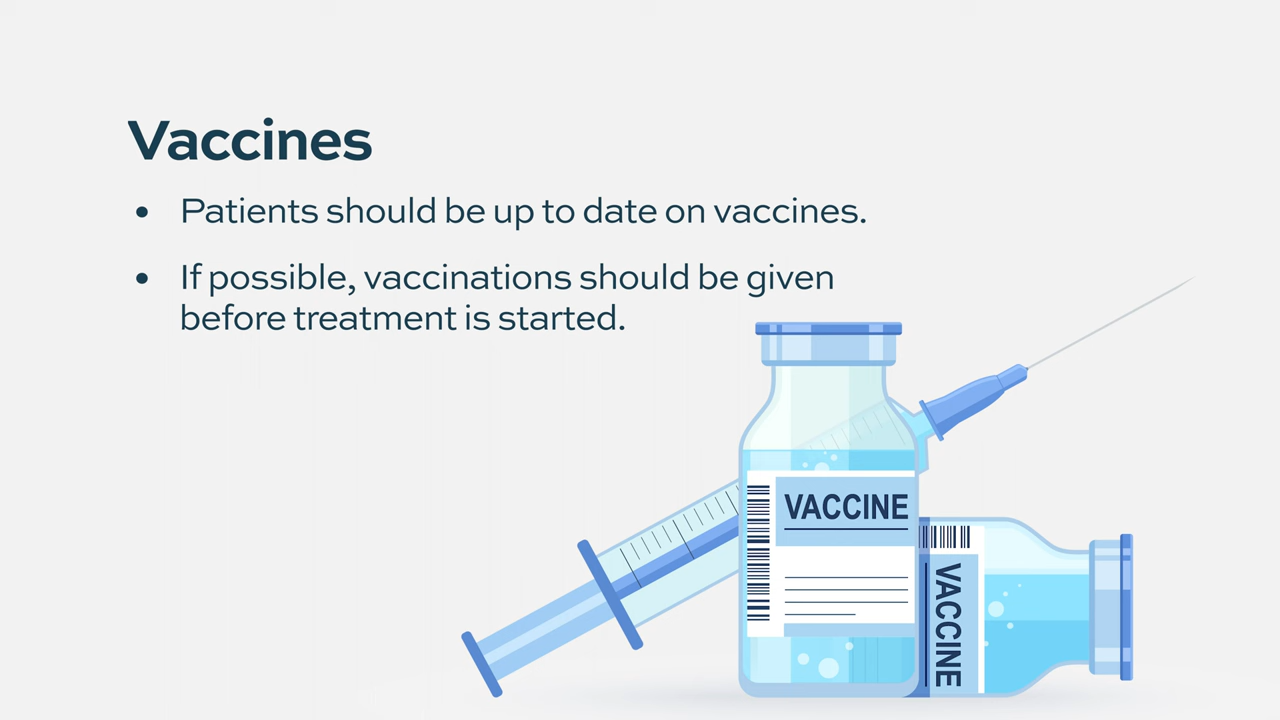 Vaccines
• Patients should be up to date on vaccines.
• If possible, vaccinations should be given
before treatment is started.
VACCINE
VACCINE